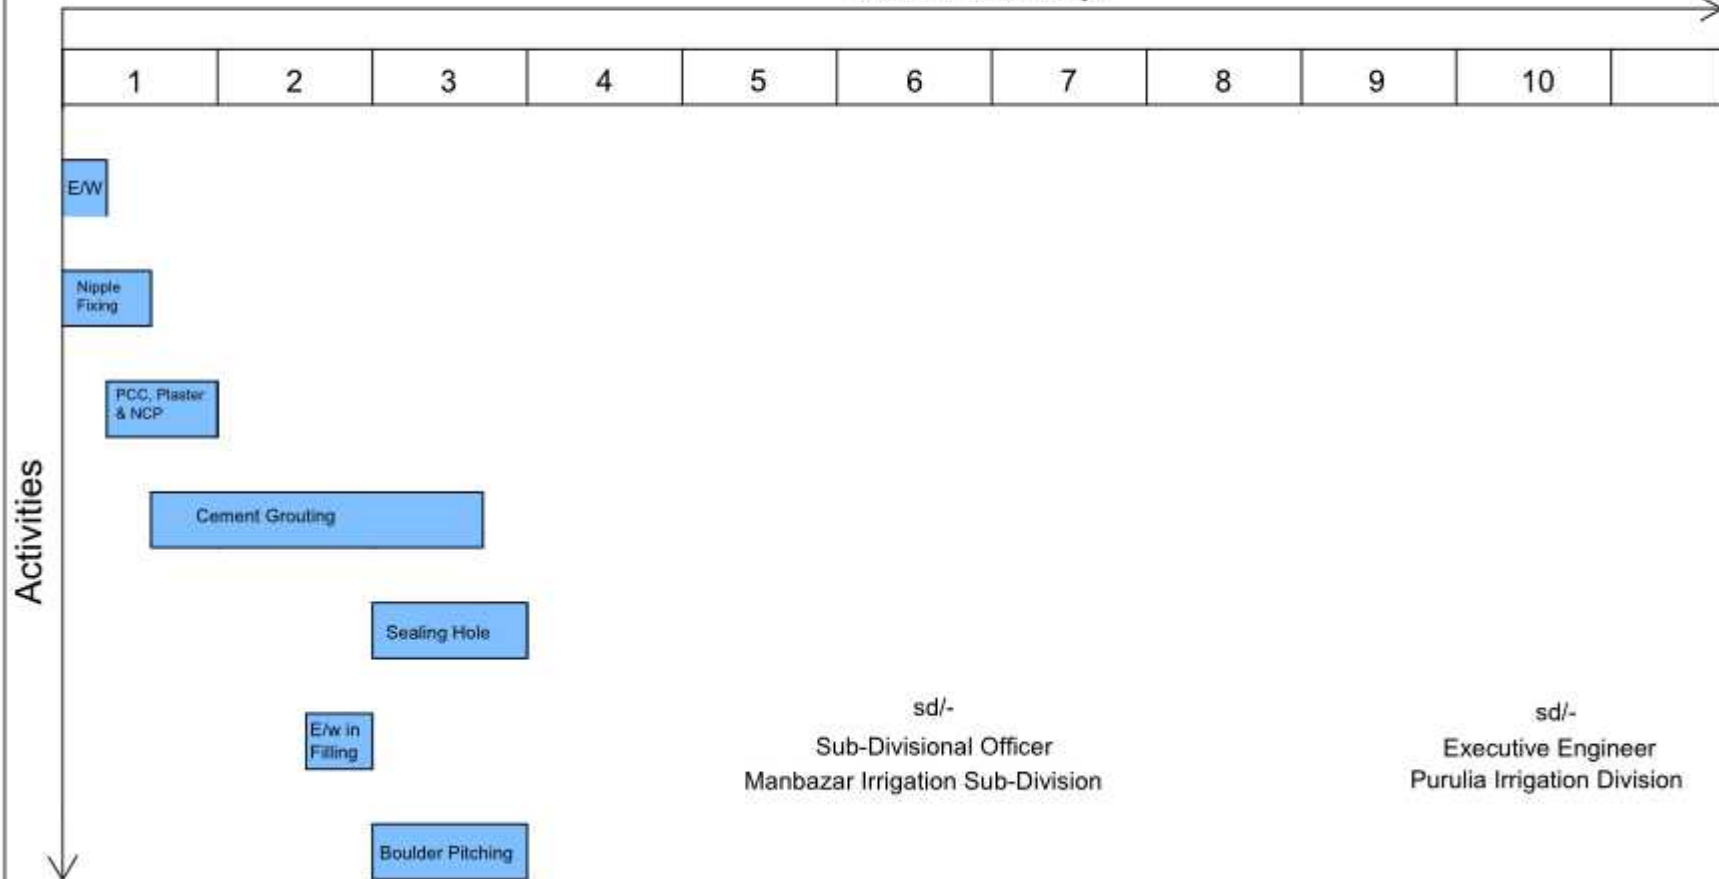 1 2 3 4 5 6 7 8 9 10
E/W
Nipple
Fixing
PCC, Plaster
& NCP
Activities
Cement Grouting
Sealing Hole
E/w in
Filling
sd/-
Sub-Divisional Officer
Manbazar Irrigation Sub-Division
sd/-
Executive Engineer
Purulia Irrigation Division
Boulder Pitching